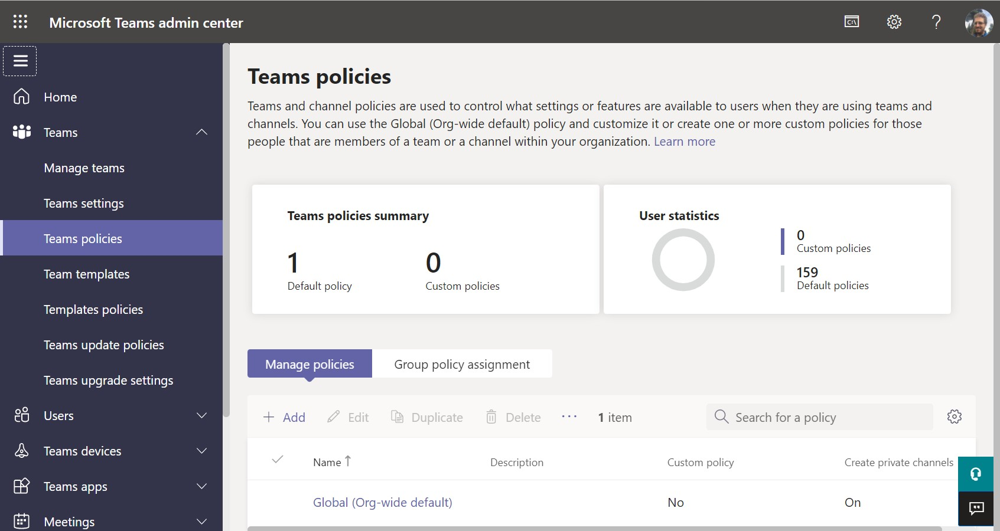 Microsoft Teams admin center
C:\
Home
Teams
Manage teams
Teams settings
Teams policies
Team templates
Templates policies
Teams update policies
Teams upgrade settings
Users
Teams devices
Teams apps
Meetings
Teams policies
Teams and channel policies are used to control what settings or features are available to users when they are using teams and
channels. You can use the Global (Org-wide default) policy and customize it or create one or more custom policies for those
people that are members of a team or a channel within your organization. Learn more
Teams policies summary
1
Default policy
0
Custom policies
User statistics
0
Custom policies
159
Default policies
Manage policies Group policy assignment
+ Add Edit Duplicate Delete ... 1 item Search for a policy
Name ↑ Description Custom policy Create private channels
Global (Org-wide default) No On